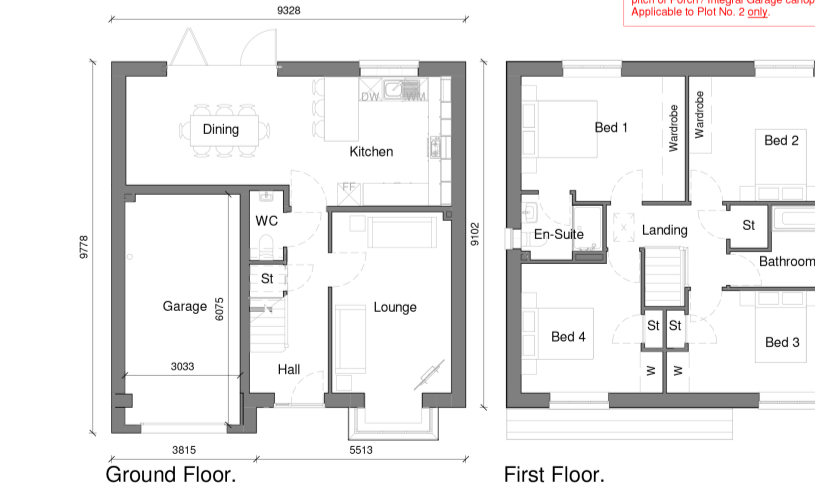 pitch of Porch / Integral Garage canop
Applicable to Plot No. 2 only.
9328
DW
WM
Dining
Kitchen
FF
WC
St
Garage
6075
Lounge
3033
Hall
9778
9102
3815
5513
Ground Floor.
Bed 1
Wardrobe
Wardrobe
Bed 2
En-Suite
Landing
St
Bathroom
Bed 4
St
St
Bed 3
W
W
First Floor.